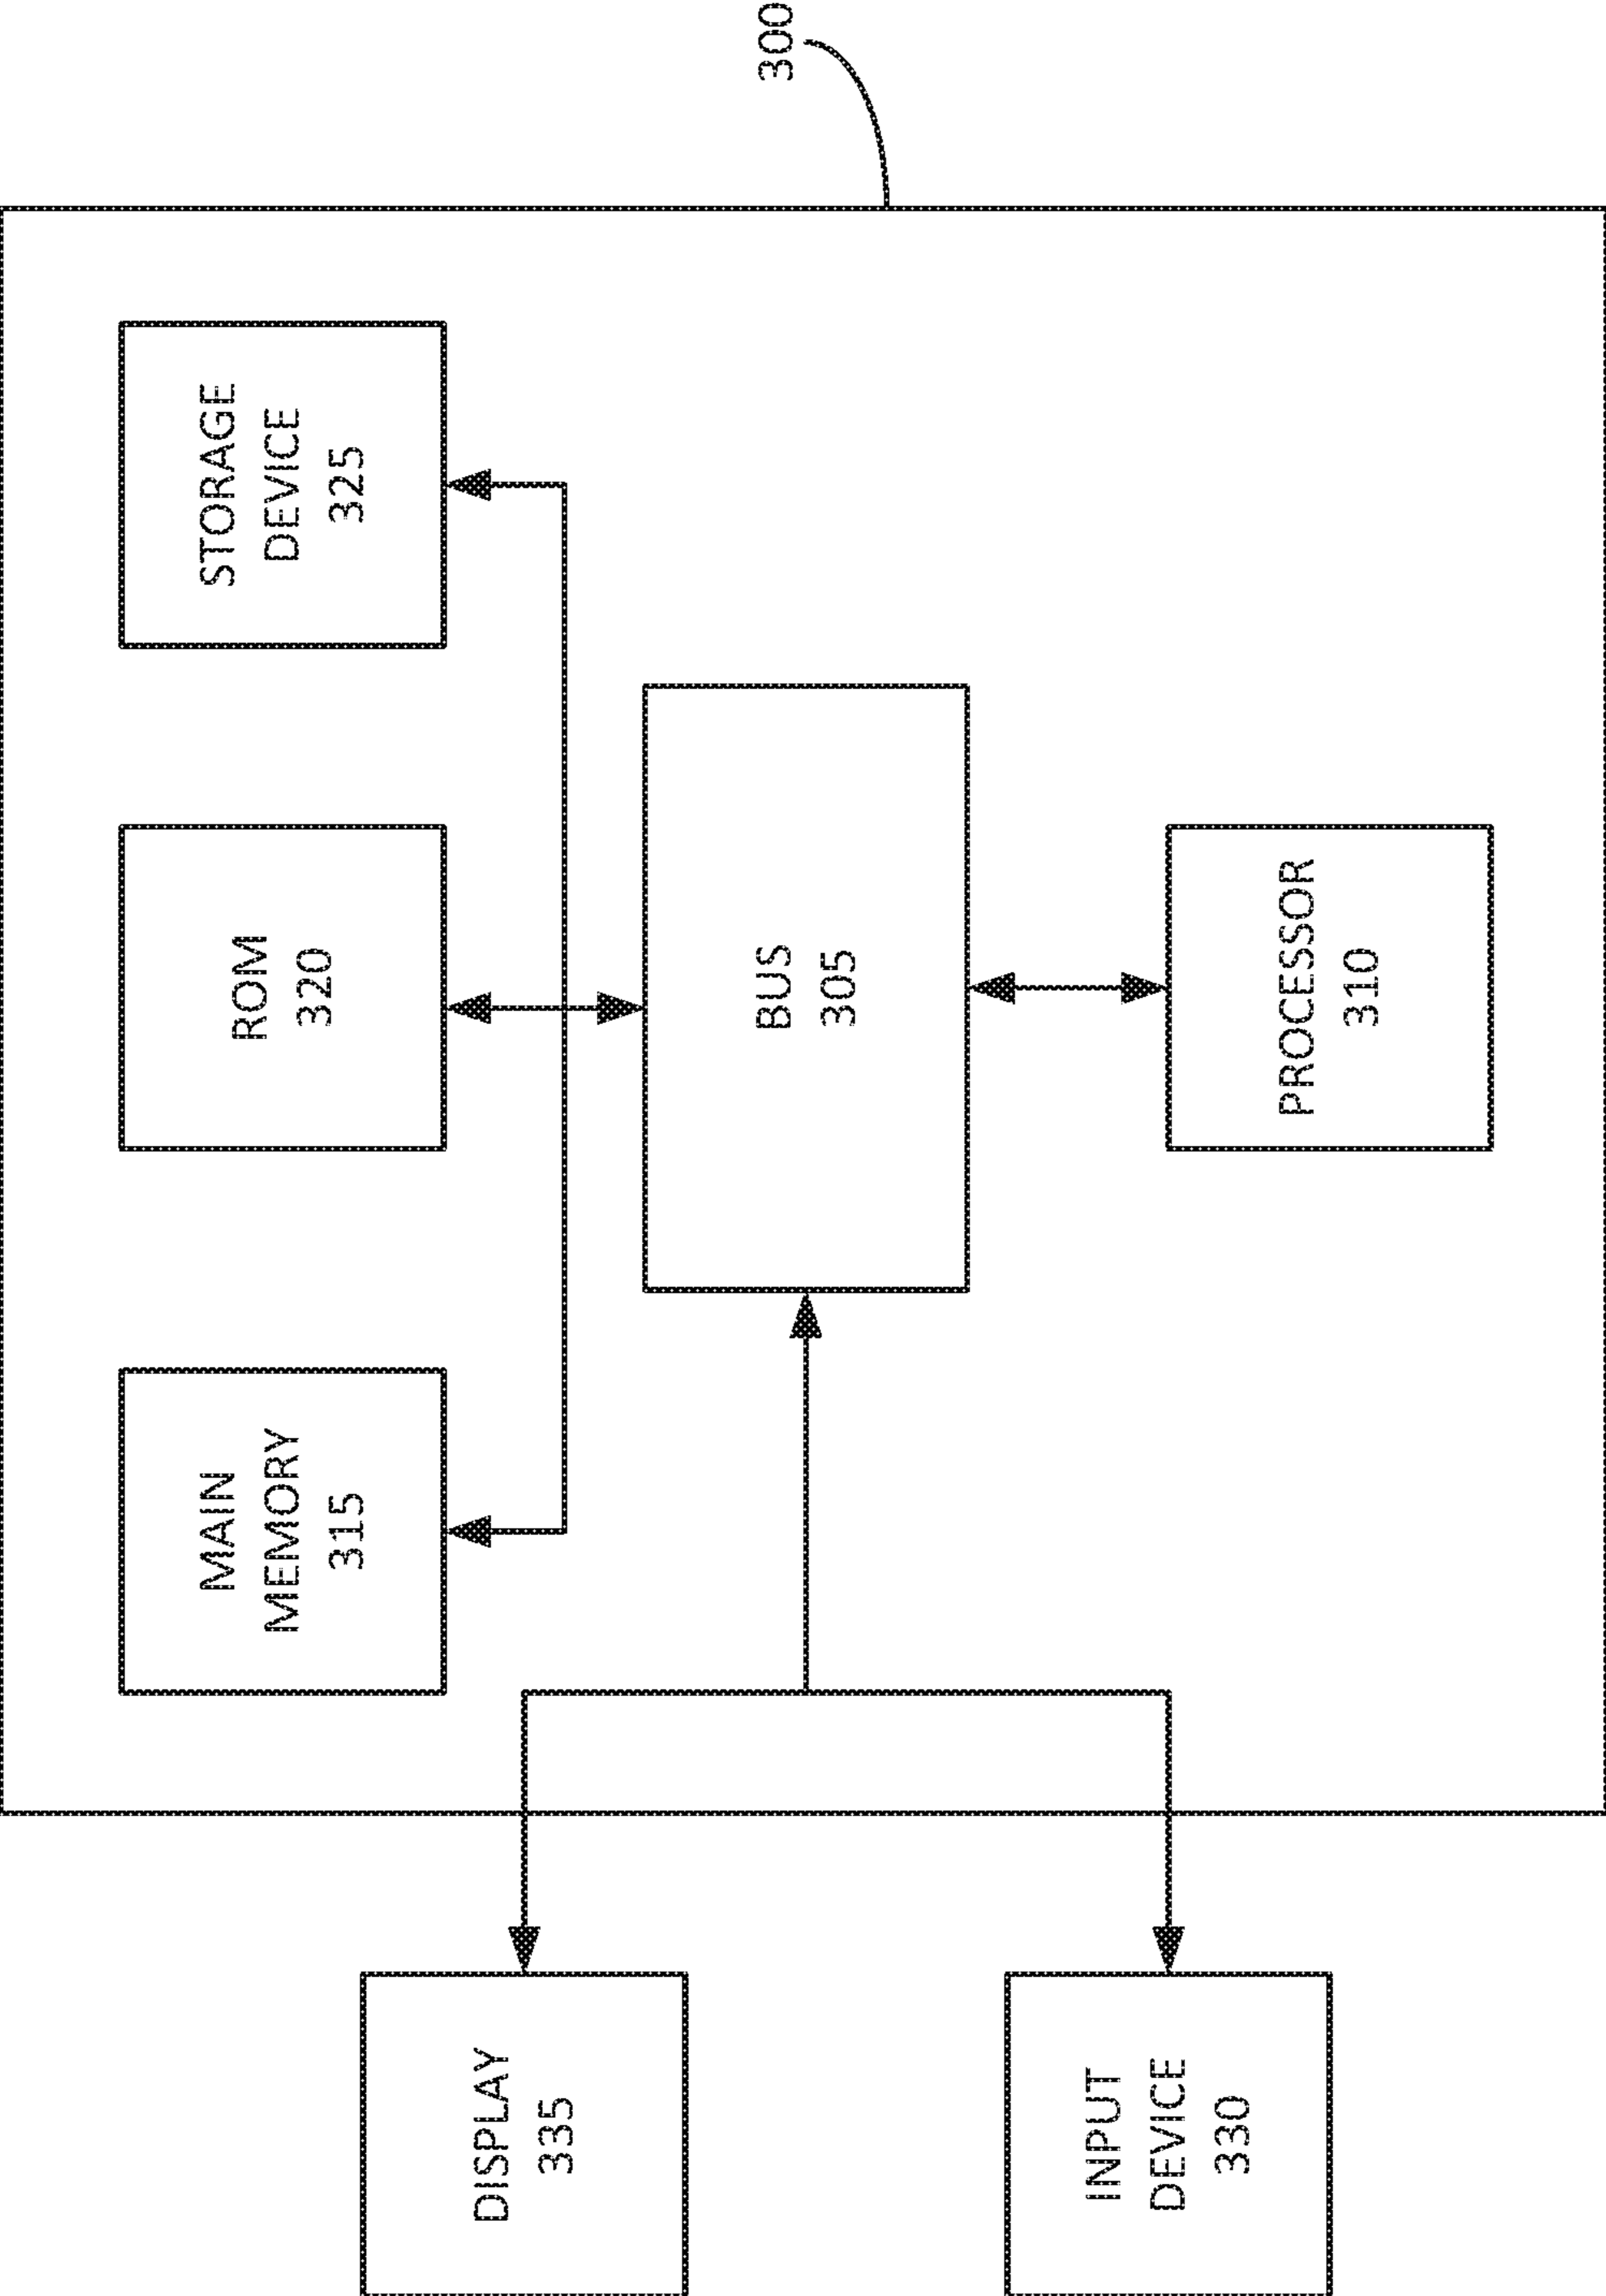 DISPLAY
335
INPUT
DEVICE
330
MAIN
MEMORY
315
ROM
320
STORAGE
DEVICE
325
BUS
305
PROCESSOR
310
300